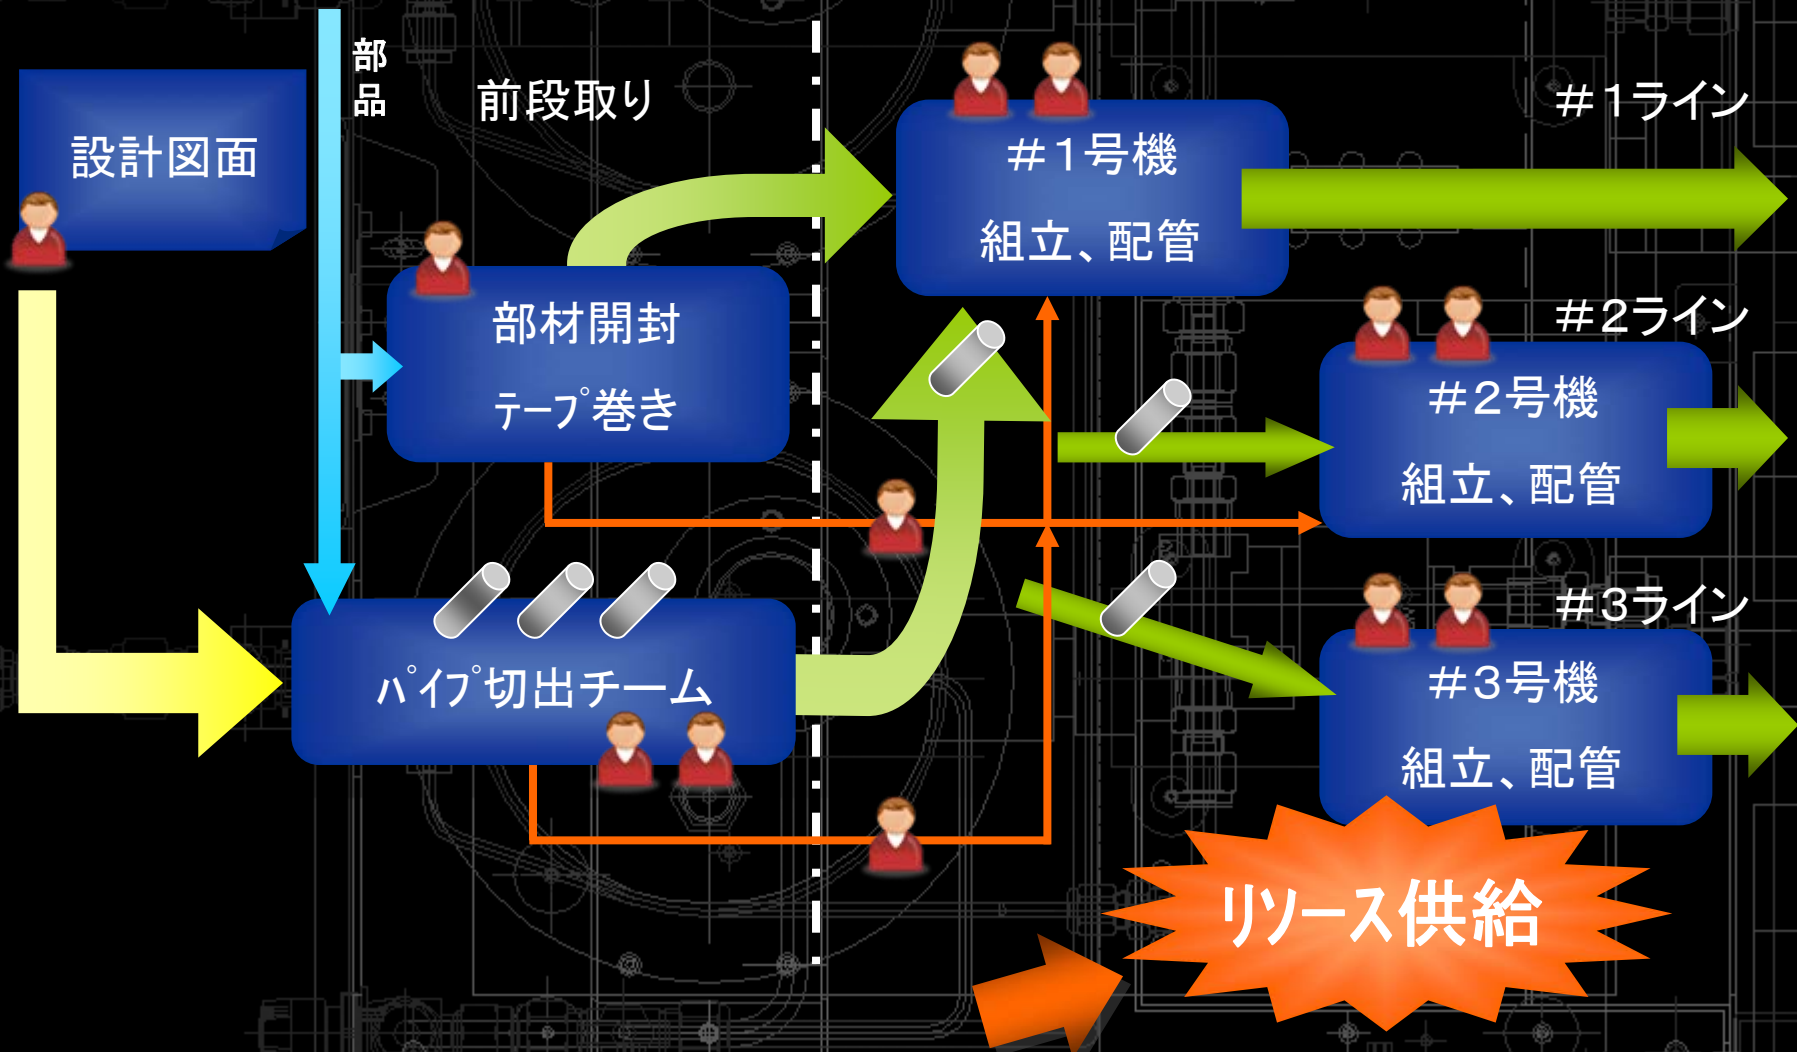 部
品
前段取り
設計図面
部材開封
ﾃｰﾌﾟ巻き
ﾊﾟｲﾌﾟ切出チーム
＃1号機
組立、配管
＃1ライン
＃2ライン
＃2号機
組立、配管
＃3ライン
＃3号機
組立、配管
ﾘｿｰｽ供給